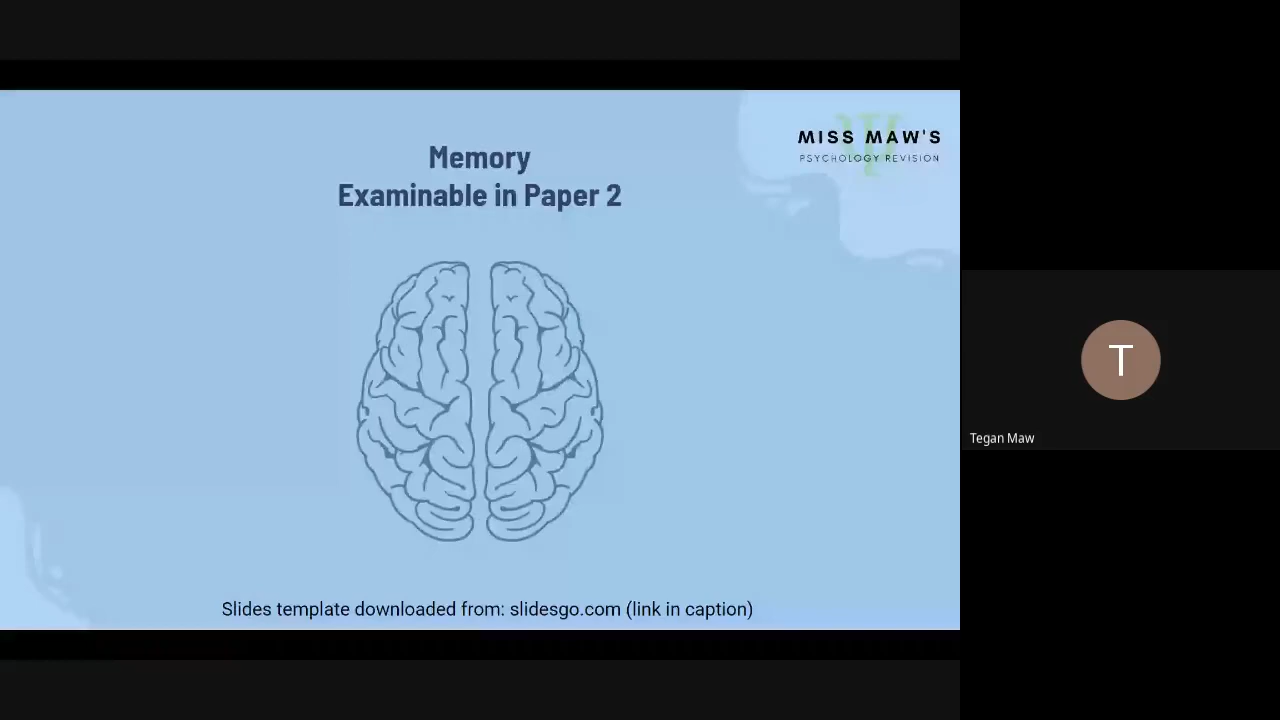 MISS MAW'S
PSYCHOLOGY REVISION
Memory
Examinable in Paper 2
T
Tegan Maw
Slides template downloaded from: slidesgo.com (link in caption)